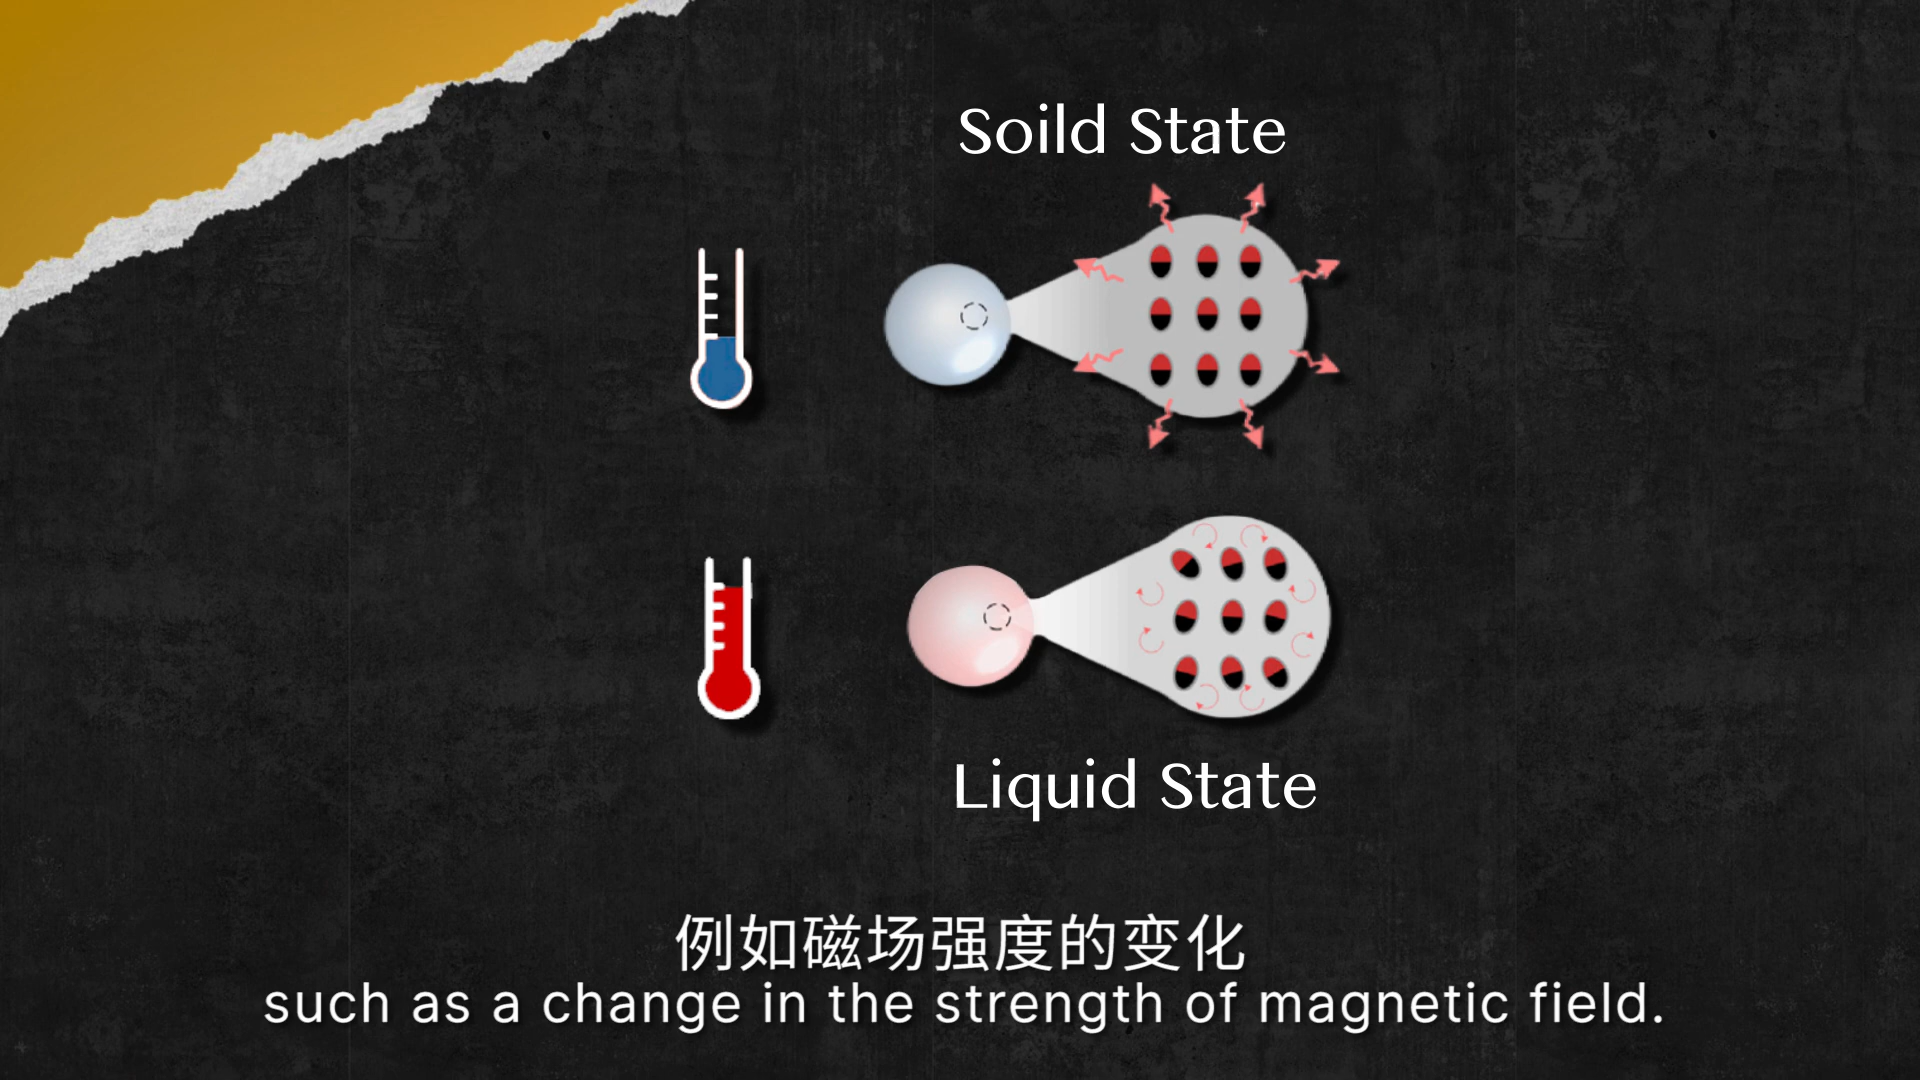 Soild State
Liquid State
例如磁场强度的变化
such as a change in the strength of magnetic field.